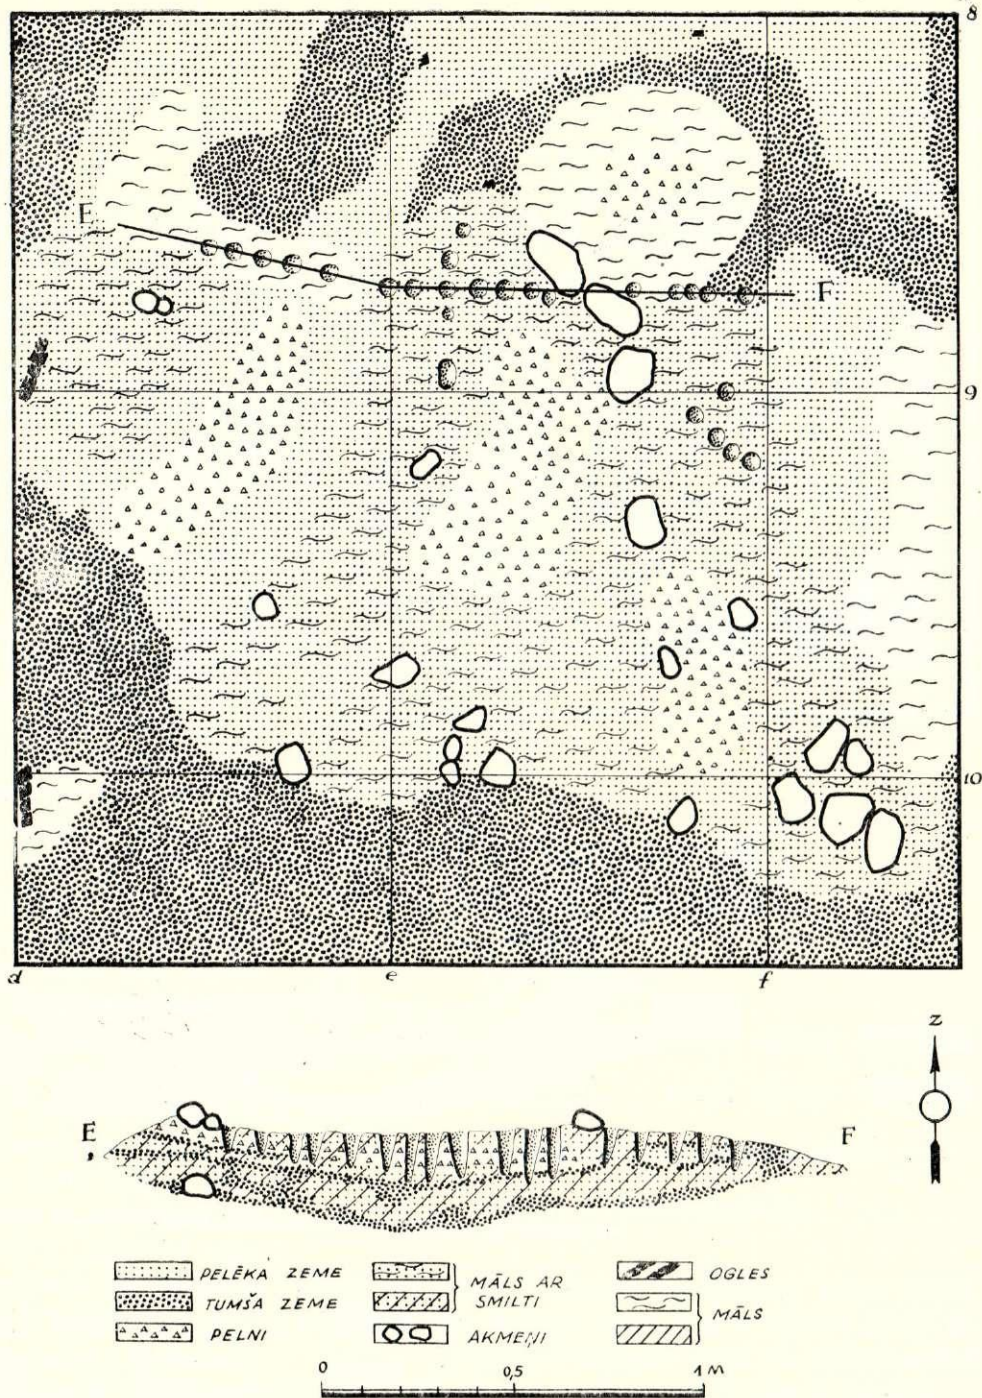 8
E
F
9
10
d e f
z
E F
PELĒKA ZEME
TUMŠA ZEME
PELNI
MĀLS AR
SMILTI
AKMEŅI
OGLES
MĀLS
0 0,5 1 M